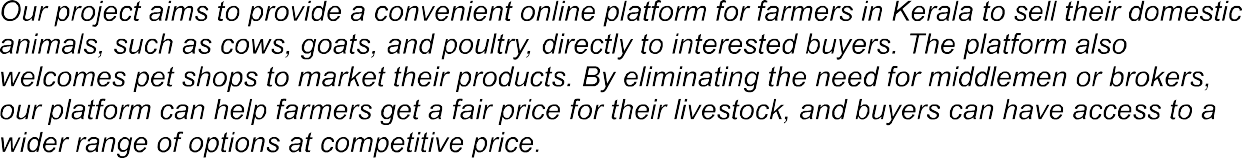 Our project aims to provide a convenient online platform for farmers in Kerala to sell their domestic
animals, such as cows, goats, and poultry, directly to interested buyers. The platform also
welcomes pet shops to market their products. By eliminating the need for middlemen or brokers,
our platform can help farmers get a fair price for their livestock, and buyers can have access to a
wider range of options at competitive price.